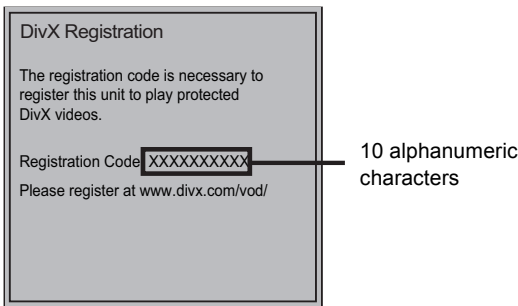 DivX Registration
The registration code is necessary to
register this unit to play protected
DivX videos.
Registration Code XXXXXXXXXX
10 alphanumeric
characters
Please register at www.divx.com/vod/